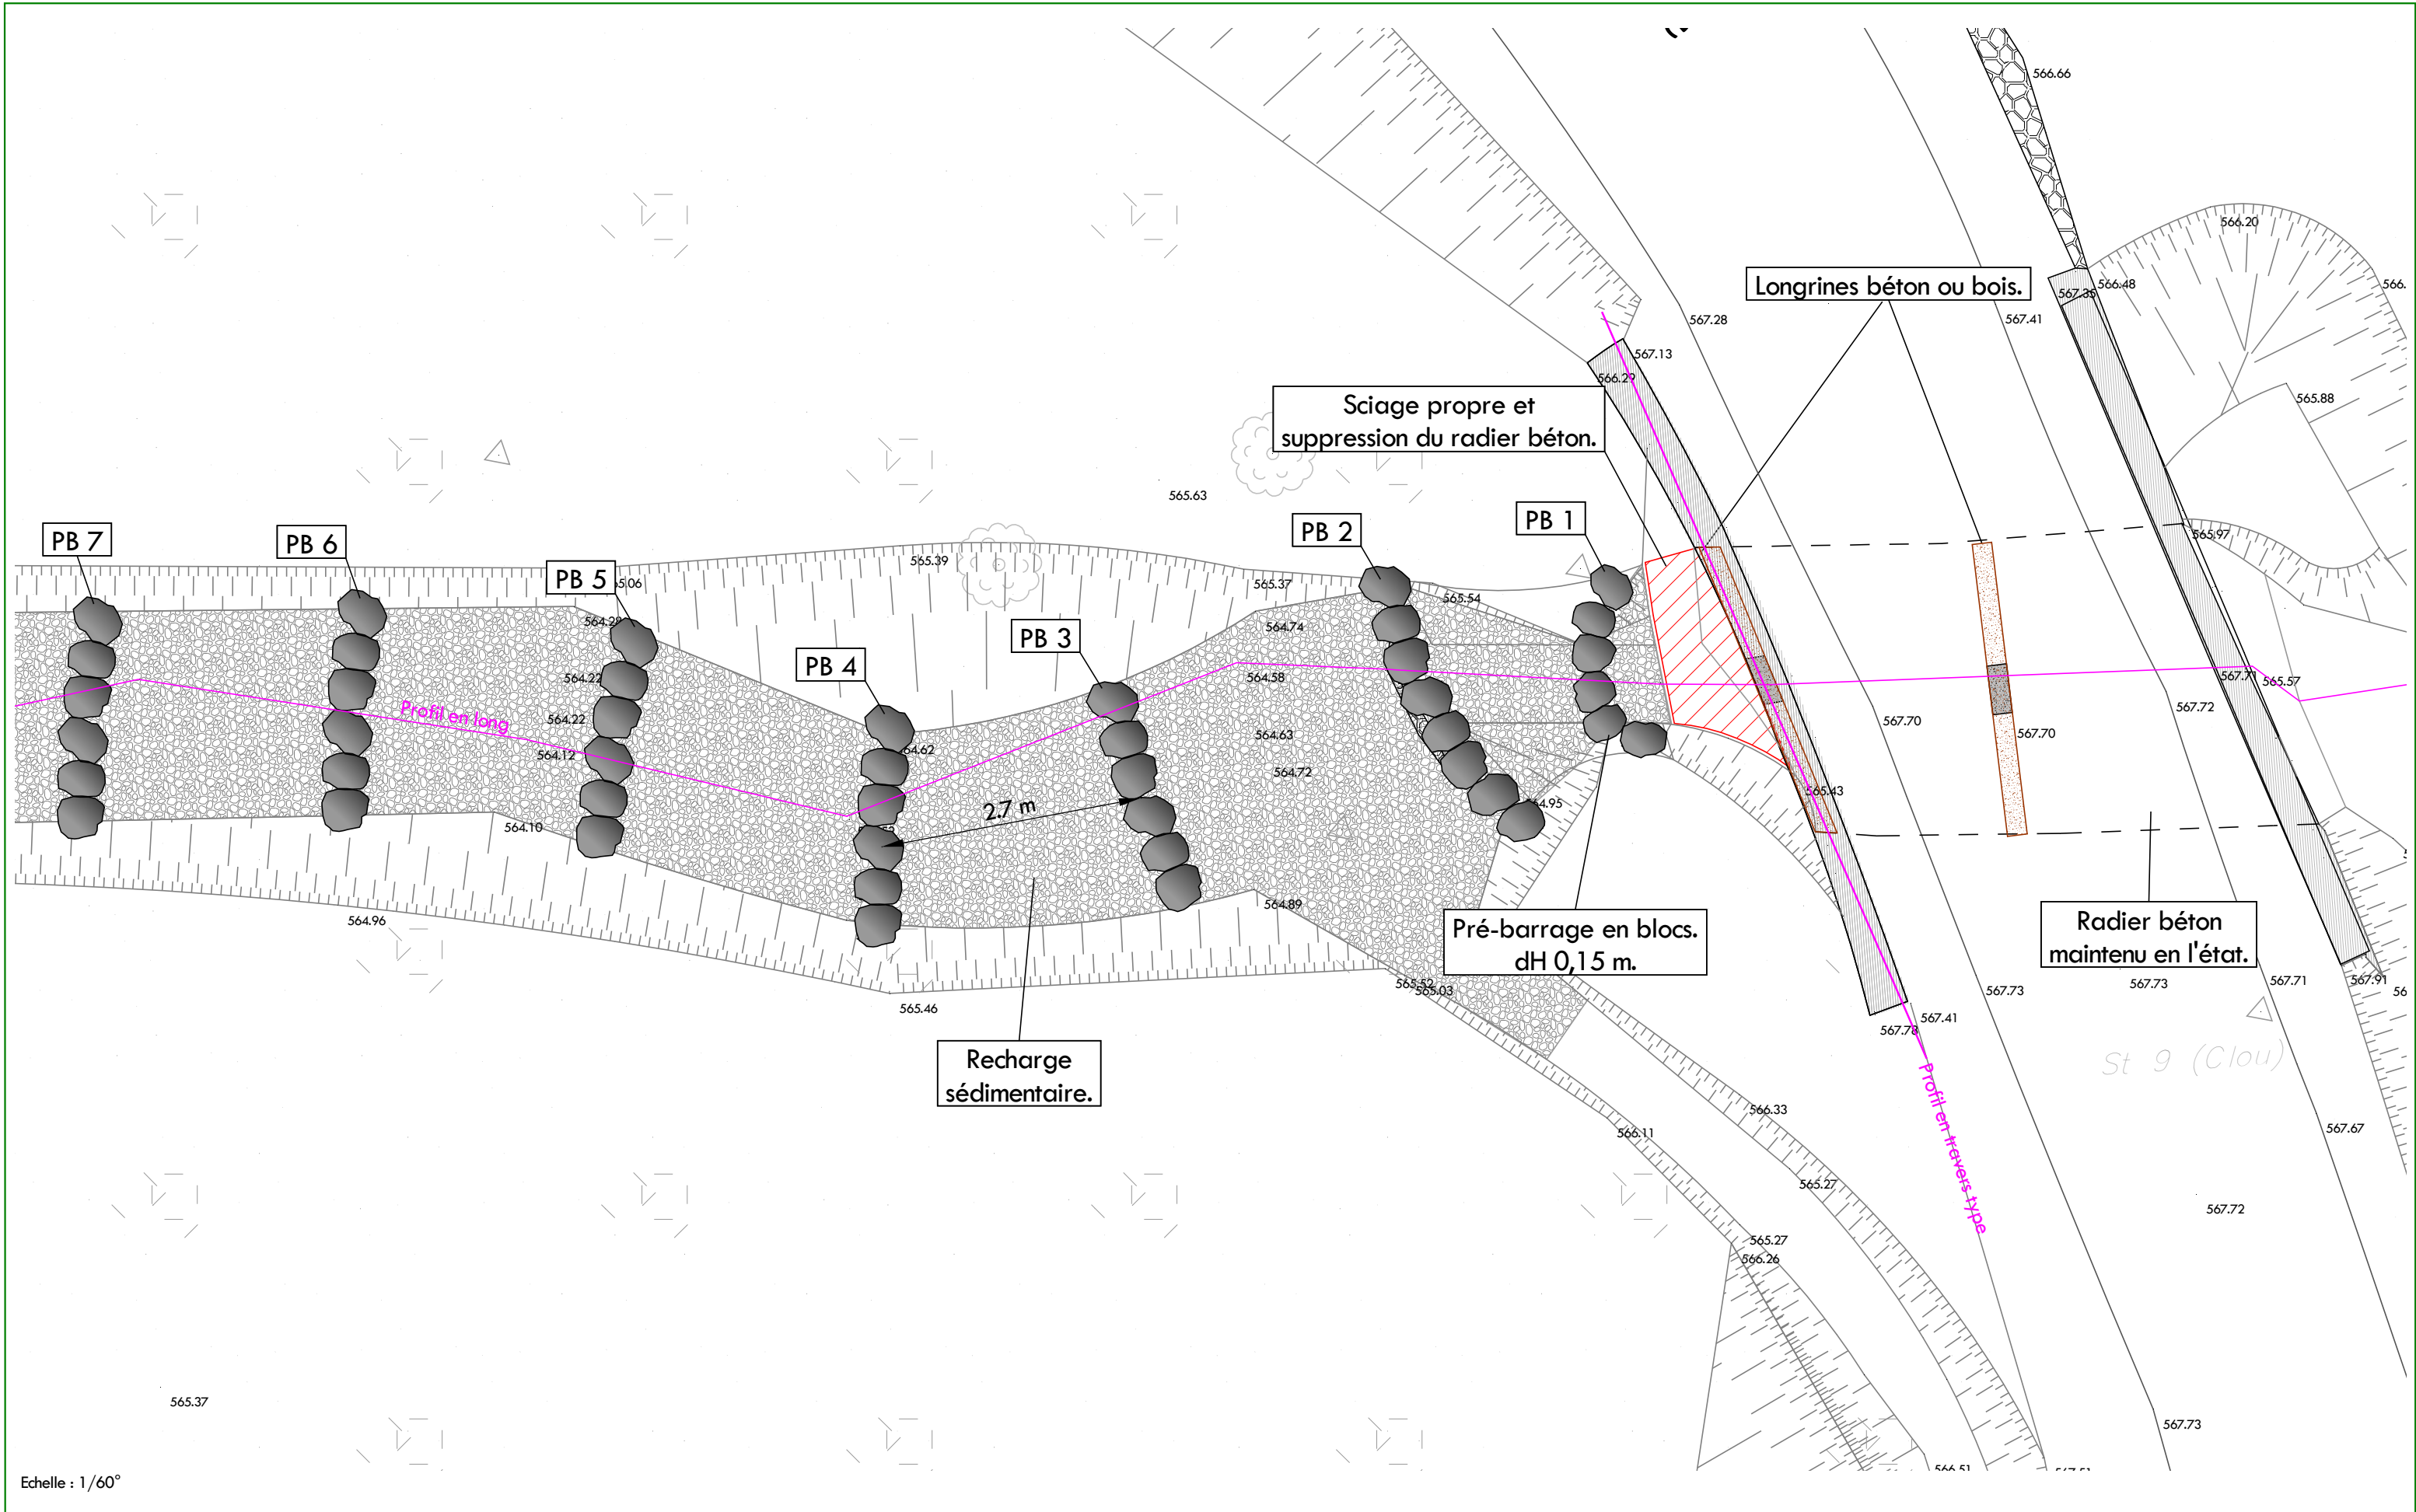 566.66
566.20
Longrines béton ou bois.
567.35
566.48
566.
567.28
567.41
567.13
566.29
Sciage propre et
suppression du radier béton.
565.88
565.63
PB 7
PB 6
PB 5
PB 4
PB 3
PB 2
PB 1
565.39
565.37
565.54
565.97
564.74
564.22
564.58
567.71
565.57
Profil en long
564.22
564.12
564.62
564.63
564.72
567.70
567.72
567.70
2.7 m
565.43
564.10
564.96
564.89
Pré-barrage en blocs.
dH 0,15 m.
Radier béton
maintenu en l'état.
565.52
565.03
565.46
567.73
567.73
567.71
567.91
567.78
567.41
Recharge
sédimentaire.
St 9 (Clou)
Profil en travers type
566.33
566.11
567.67
565.27
567.72
565.27
566.26
565.37
567.73
566.51
Echelle : 1/60°